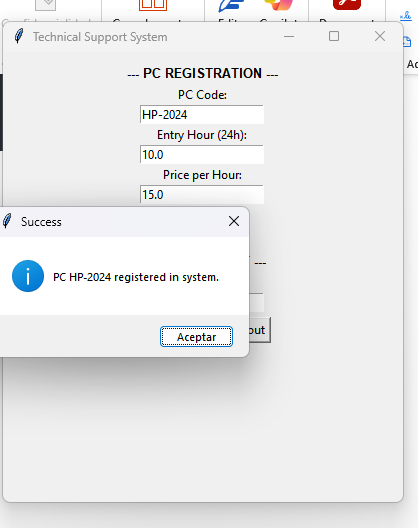 Technical Support System
--- PC REGISTRATION ---
PC Code:
HP-2024
Entry Hour (24h):
10.0
Price per Hour:
15.0
Success
---
PC HP-2024 registered in system.
out
Aceptar